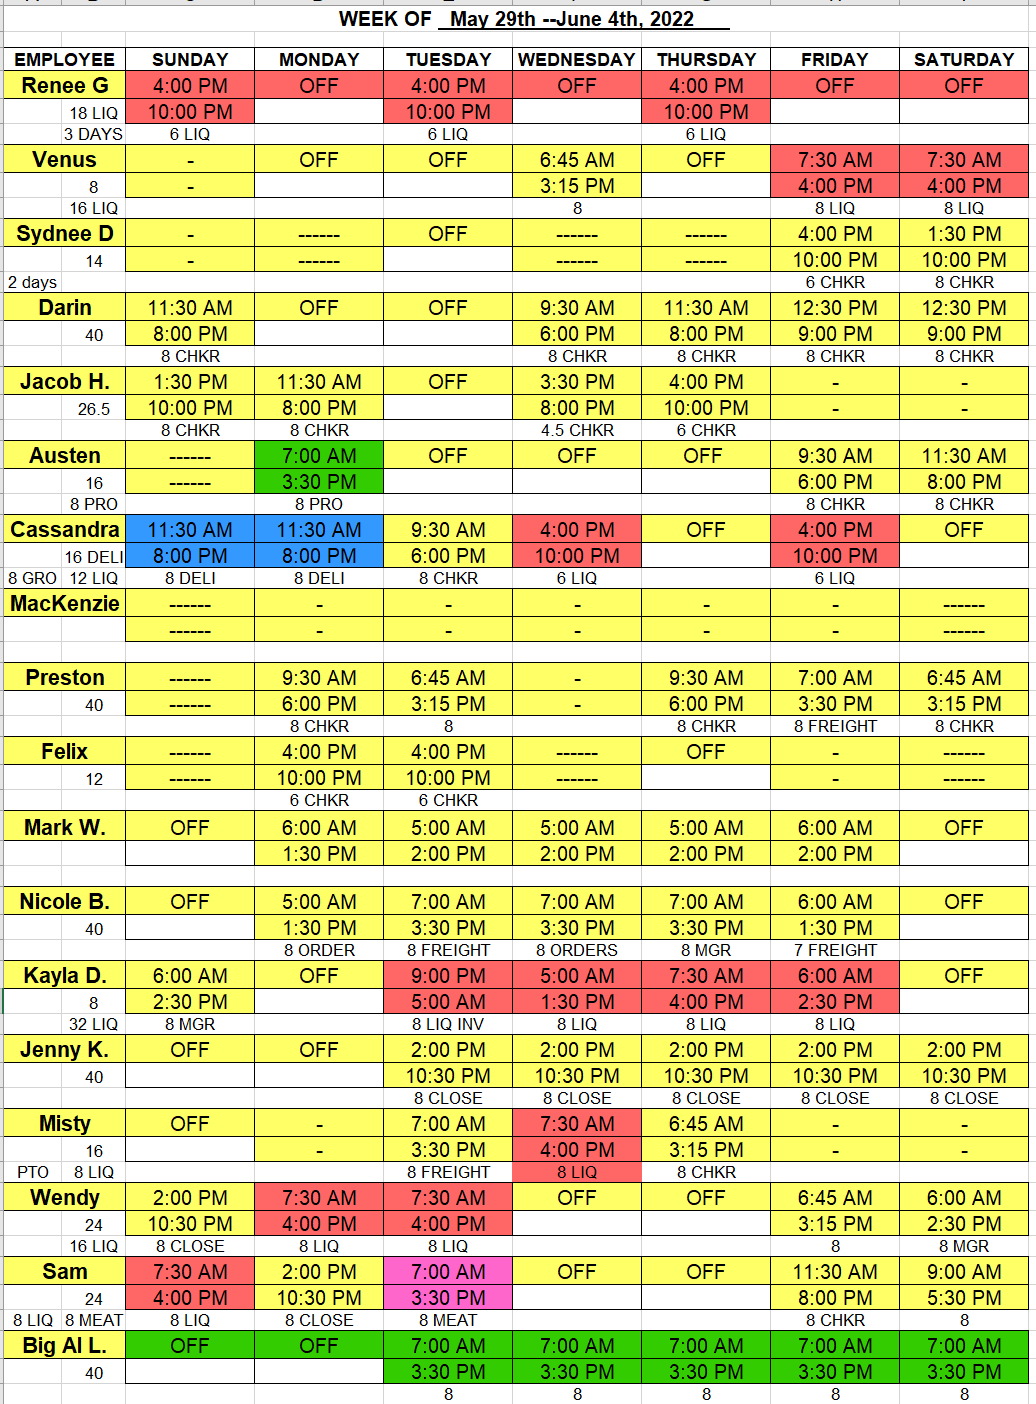 WEEK OF May 29th --June 4th, 2022
EMPLOYEE SUNDAY MONDAY TUESDAY WEDNESDAY THURSDAY FRIDAY SATURDAY
Renee G 4:00 PM OFF 4:00 PM OFF 4:00 PM OFF OFF
18 LIQ 10:00 PM 10:00 PM 10:00 PM
3 DAYS 6 LIQ 6 LIQ 6 LIQ
Venus - OFF OFF 6:45 AM OFF 7:30 AM 7:30 AM
8 - 3:15 PM 4:00 PM 4:00 PM
16 LIQ 8 8 LIQ 8 LIQ
Sydnee D - ------ OFF ------ ------ 4:00 PM 1:30 PM
14 - ------ ------ ------ 10:00 PM 10:00 PM
2 days 6 CHKR 8 CHKR
Darin 11:30 AM OFF OFF 9:30 AM 11:30 AM 12:30 PM 12:30 PM
40 8:00 PM 6:00 PM 8:00 PM 9:00 PM 9:00 PM
8 CHKR 8 CHKR 8 CHKR 8 CHKR 8 CHKR
Jacob H. 1:30 PM 11:30 AM OFF 3:30 PM 4:00 PM - -
26.5 10:00 PM 8:00 PM 8:00 PM 10:00 PM - -
8 CHKR 8 CHKR 4.5 CHKR 6 CHKR
Austen ------ 7:00 AM OFF OFF OFF 9:30 AM 11:30 AM
16 ------ 3:30 PM 6:00 PM 8:00 PM
8 PRO 8 PRO 8 CHKR 8 CHKR
Cassandra 11:30 AM 11:30 AM 9:30 AM 4:00 PM OFF 4:00 PM OFF
16 DELI 8:00 PM 8:00 PM 6:00 PM 10:00 PM 10:00 PM
8 GRO 12 LIQ 8 DELI 8 DELI 8 CHKR 6 LIQ 6 LIQ
MacKenzie ------ - - - - - ------
------ - - - - - ------
Preston ------ 9:30 AM 6:45 AM - 9:30 AM 7:00 AM 6:45 AM
40 ------ 6:00 PM 3:15 PM - 6:00 PM 3:30 PM 3:15 PM
8 CHKR 8 8 CHKR 8 FREIGHT 8 CHKR
Felix ------ 4:00 PM 4:00 PM ------ OFF - ------
12 ------ 10:00 PM 10:00 PM ------ - ------
6 CHKR 6 CHKR
Mark W. OFF 6:00 AM 5:00 AM 5:00 AM 5:00 AM 6:00 AM OFF
1:30 PM 2:00 PM 2:00 PM 2:00 PM 2:00 PM
Nicole B. OFF 5:00 AM 7:00 AM 7:00 AM 7:00 AM 6:00 AM OFF
40 1:30 PM 3:30 PM 3:30 PM 3:30 PM 1:30 PM
8 ORDER 8 FREIGHT 8 ORDERS 8 MGR 7 FREIGHT
Kayla D. 6:00 AM OFF 9:00 PM 5:00 AM 7:30 AM 6:00 AM OFF
8 2:30 PM 5:00 AM 1:30 PM 4:00 PM 2:30 PM
32 LIQ 8 MGR 8 LIQ INV 8 LIQ 8 LIQ 8 LIQ
Jenny K. OFF OFF 2:00 PM 2:00 PM 2:00 PM 2:00 PM 2:00 PM
40 10:30 PM 10:30 PM 10:30 PM 10:30 PM 10:30 PM
8 CLOSE 8 CLOSE 8 CLOSE 8 CLOSE 8 CLOSE
Misty OFF - 7:00 AM 7:30 AM 6:45 AM - -
16 - 3:30 PM 4:00 PM 3:15 PM - -
PTO 8 LIQ 8 FREIGHT 8 LIQ 8 CHKR
Wendy 2:00 PM 7:30 AM 7:30 AM OFF OFF 6:45 AM 6:00 AM
24 10:30 PM 4:00 PM 4:00 PM 3:15 PM 2:30 PM
16 LIQ 8 CLOSE 8 LIQ 8 LIQ 8 8 MGR
Sam 7:30 AM 2:00 PM 7:00 AM OFF OFF 11:30 AM 9:00 AM
24 4:00 PM 10:30 PM 3:30 PM 8:00 PM 5:30 PM
8 LIQ 8 MEAT 8 LIQ 8 CLOSE 8 MEAT 8 CHKR 8
Big Al L. OFF OFF 7:00 AM 7:00 AM 7:00 AM 7:00 AM 7:00 AM
40 3:30 PM 3:30 PM 3:30 PM 3:30 PM 3:30 PM
8 8 8 8 8